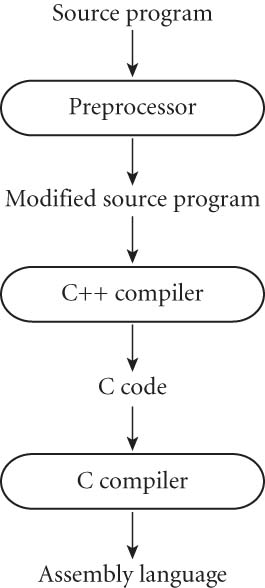 Source program
Preprocessor
Modified source program
C++ compiler
C code
C compiler
Assembly language